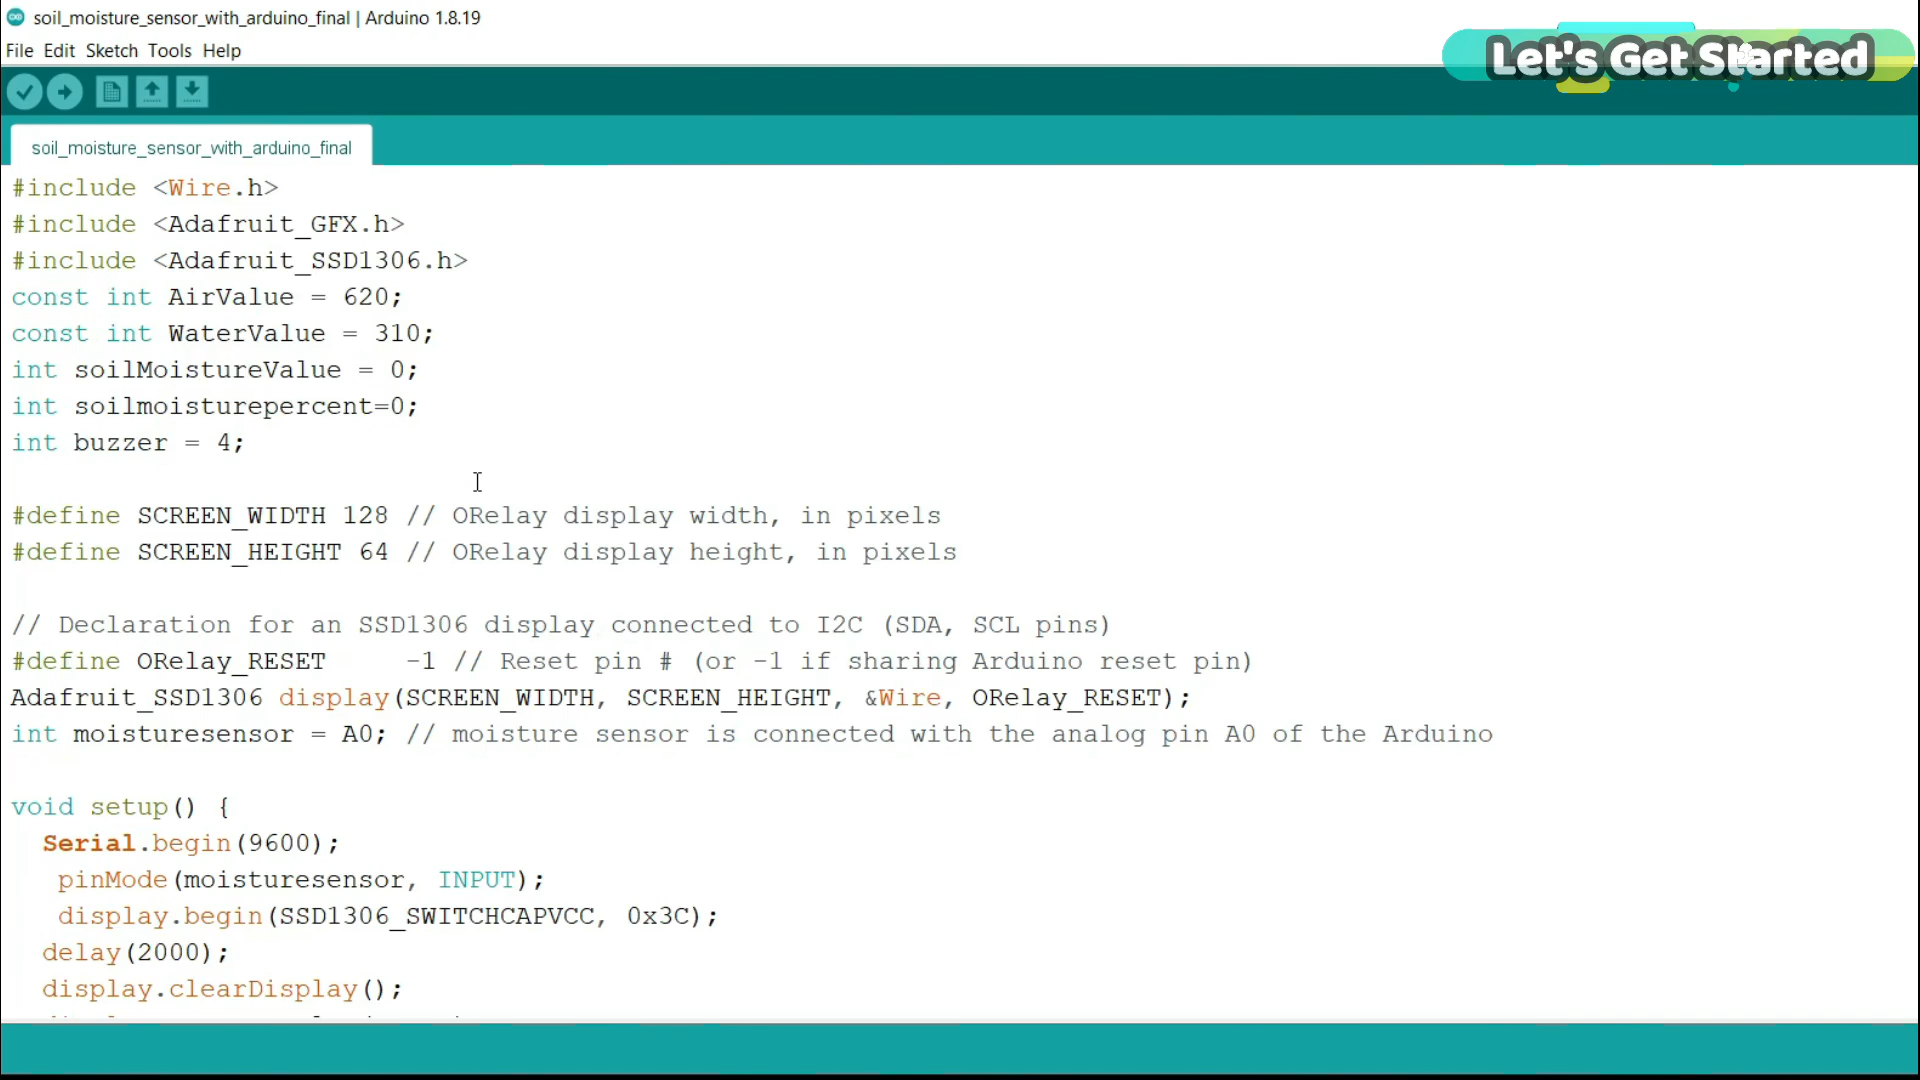 soil_moisture_sensor_with_arduino_final | Arduino 1.8.19
File Edit Sketch Tools Help
Let's Get Started
soil_moisture_sensor_with_arduino_final
#include <Wire.h>
#include <Adafruit_GFX.h>
#include <Adafruit_SSD1306.h>
const int AirValue = 620;
const int WaterValue = 310;
int soilMoistureValue = 0;
int soilmoisturepercent=0;
int buzzer = 4;
#define SCREEN_WIDTH 128 // ORelay display width, in pixels
#define SCREEN_HEIGHT 64 // ORelay display height, in pixels
// Declaration for an SSD1306 display connected to I2C (SDA, SCL pins)
#define ORelay_RESET     -1 // Reset pin # (or -1 if sharing Arduino reset pin)
Adafruit_SSD1306 display(SCREEN_WIDTH, SCREEN_HEIGHT, &Wire, ORelay_RESET);
int moisturesensor = A0; // moisture sensor is connected with the analog pin A0 of the Arduino
void setup() {
  Serial.begin(9600);
   pinMode(moisturesensor, INPUT);
   display.begin(SSD1306_SWITCHCAPVCC, 0x3C);
  delay(2000);
  display.clearDisplay();